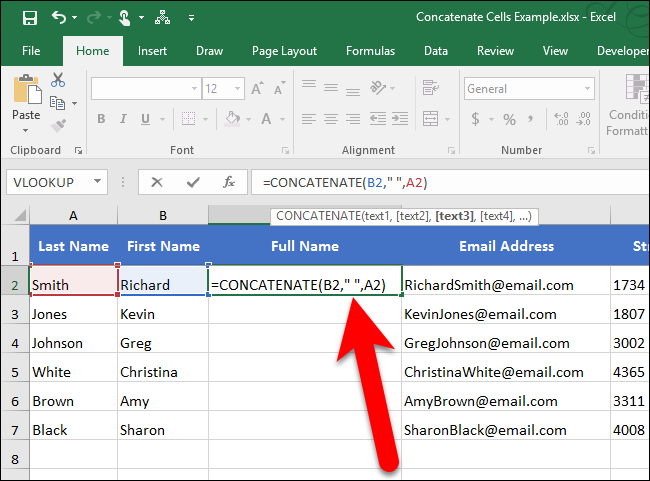 Concatenate Cells Example.xlsx - Excel
File Home Insert Draw Page Layout Formulas Data Review View Developer
Paste
12
A A
B I U
A
$ % ,
Condit
Formatt
Clipboard Font Alignment Number
VLOOKUP fx =CONCATENATE(B2," ",A2)
CONCATENATE(text1, [text2], [text3], [text4], ...)
A B E
1 Last Name First Name Full Name Email Address St
2 Smith Richard =CONCATENATE(B2," ",A2) RichardSmith@email.com 1734
3 Jones Kevin KevinJones@email.com 1807
4 Johnson Greg GregJohnson@email.com 3002
5 White Christina ChristinaWhite@email.com 4365
6 Brown Amy AmyBrown@email.com 3311
7 Black Sharon SharonBlack@email.com 4008
8